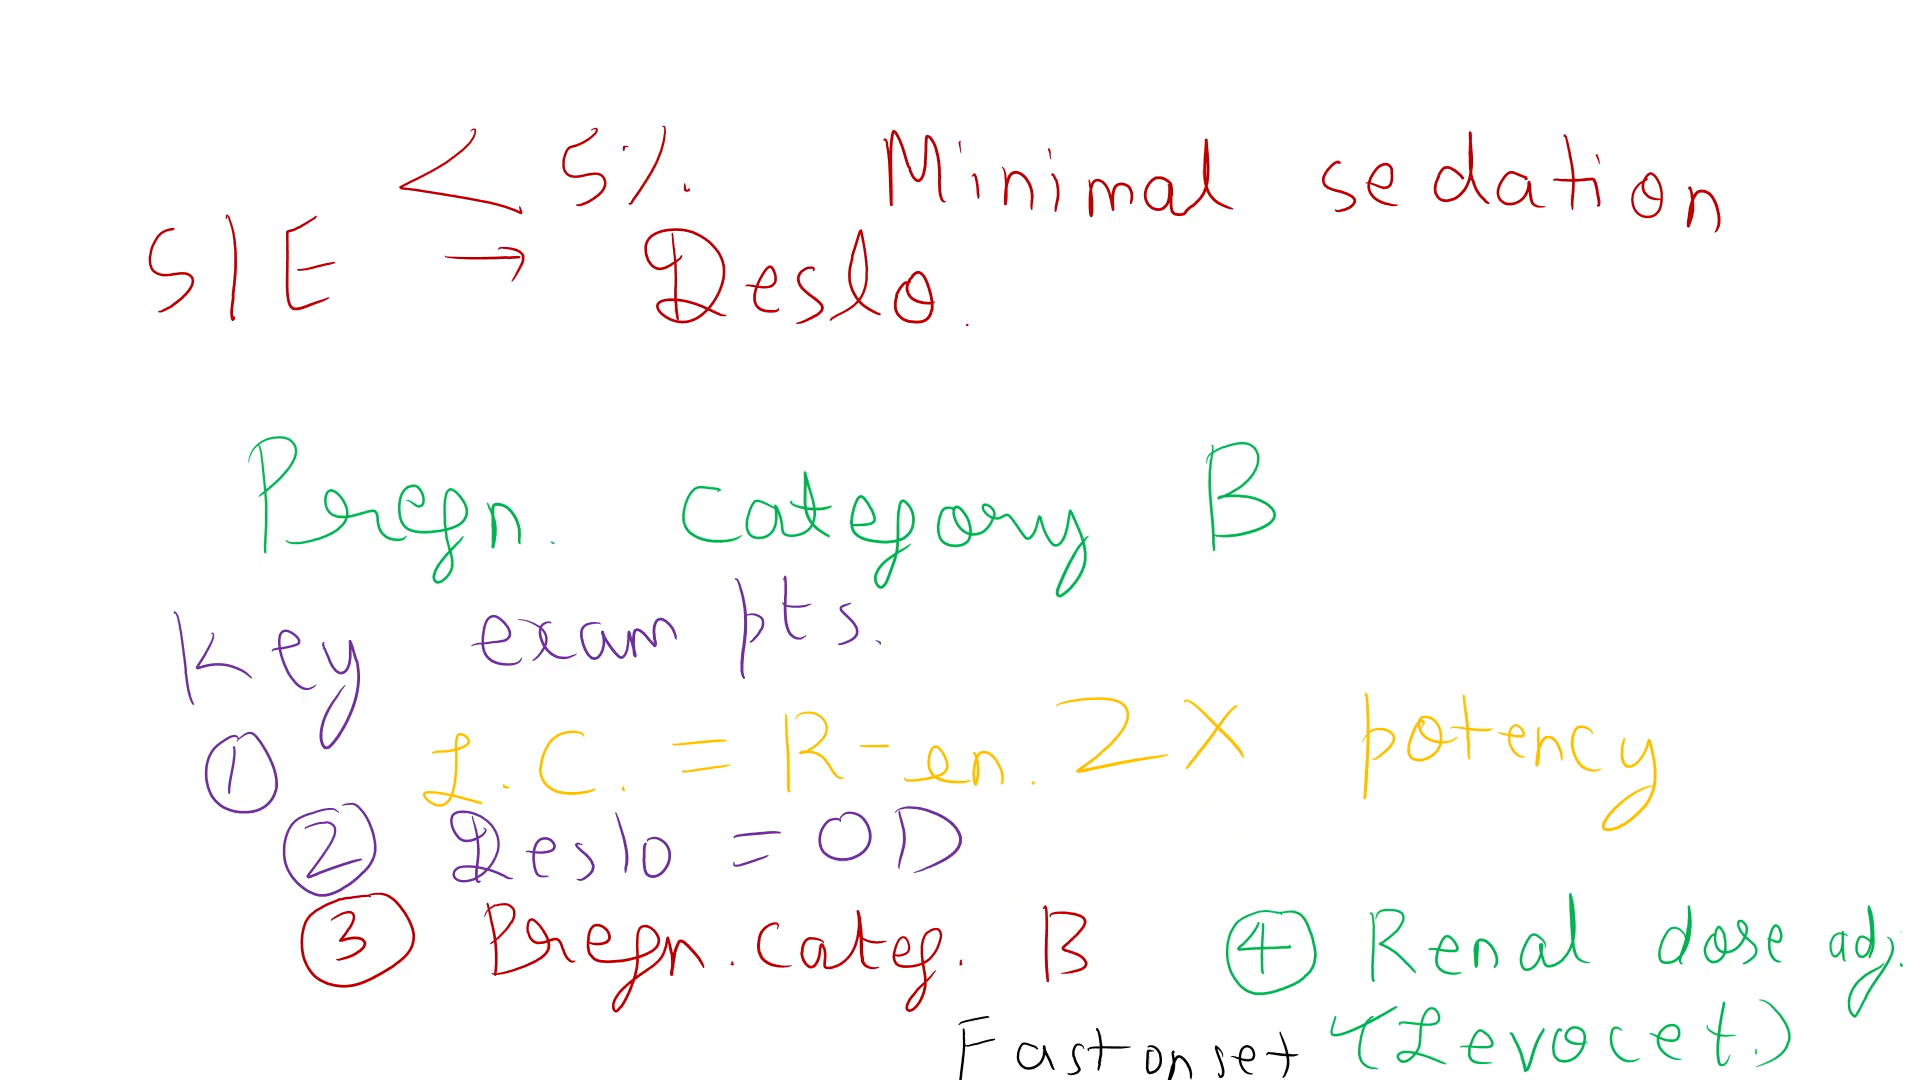 < 5%. Minimal sedation
S/E → Deslo.
Pregn. category B
Key exam pts.
① L.C. = R-en. 2X potency
② Deslo = OD
③ Pregn. categ. B ④ Renal dose adj.
Fast onset (Levocet.)